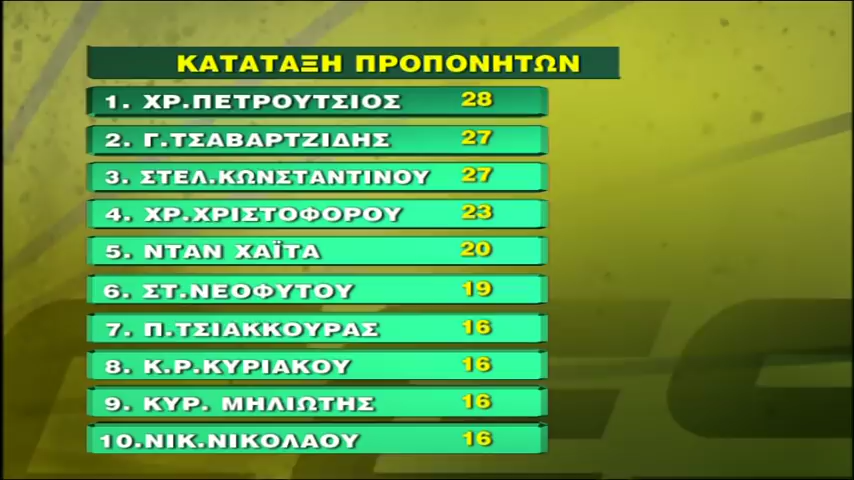 ΚΑΤΑΤΑΞΗ ΠΡΟΠΟΝΗΤΩΝ
1. ΧΡ.ΠΕΤΡΟΥΤΣΙΟΣ 28
2. Γ.ΤΣΑΒΑΡΤΖΙΔΗΣ 27
3. ΣΤΕΛ.ΚΩΝΣΤΑΝΤΙΝΟΥ 27
4. ΧΡ.ΧΡΙΣΤΟΦΟΡΟΥ 23
5. ΝΤΑΝ ΧΑΪΤΑ 20
6. ΣΤ.ΝΕΟΦΥΤΟΥ 19
7. Π.ΤΣΙΑΚΚΟΥΡΑΣ 16
8. Κ.Ρ.ΚΥΡΙΑΚΟΥ 16
9. ΚΥΡ. ΜΗΛΙΩΤΗΣ 16
10.ΝΙΚ.ΝΙΚΟΛΑΟΥ 16